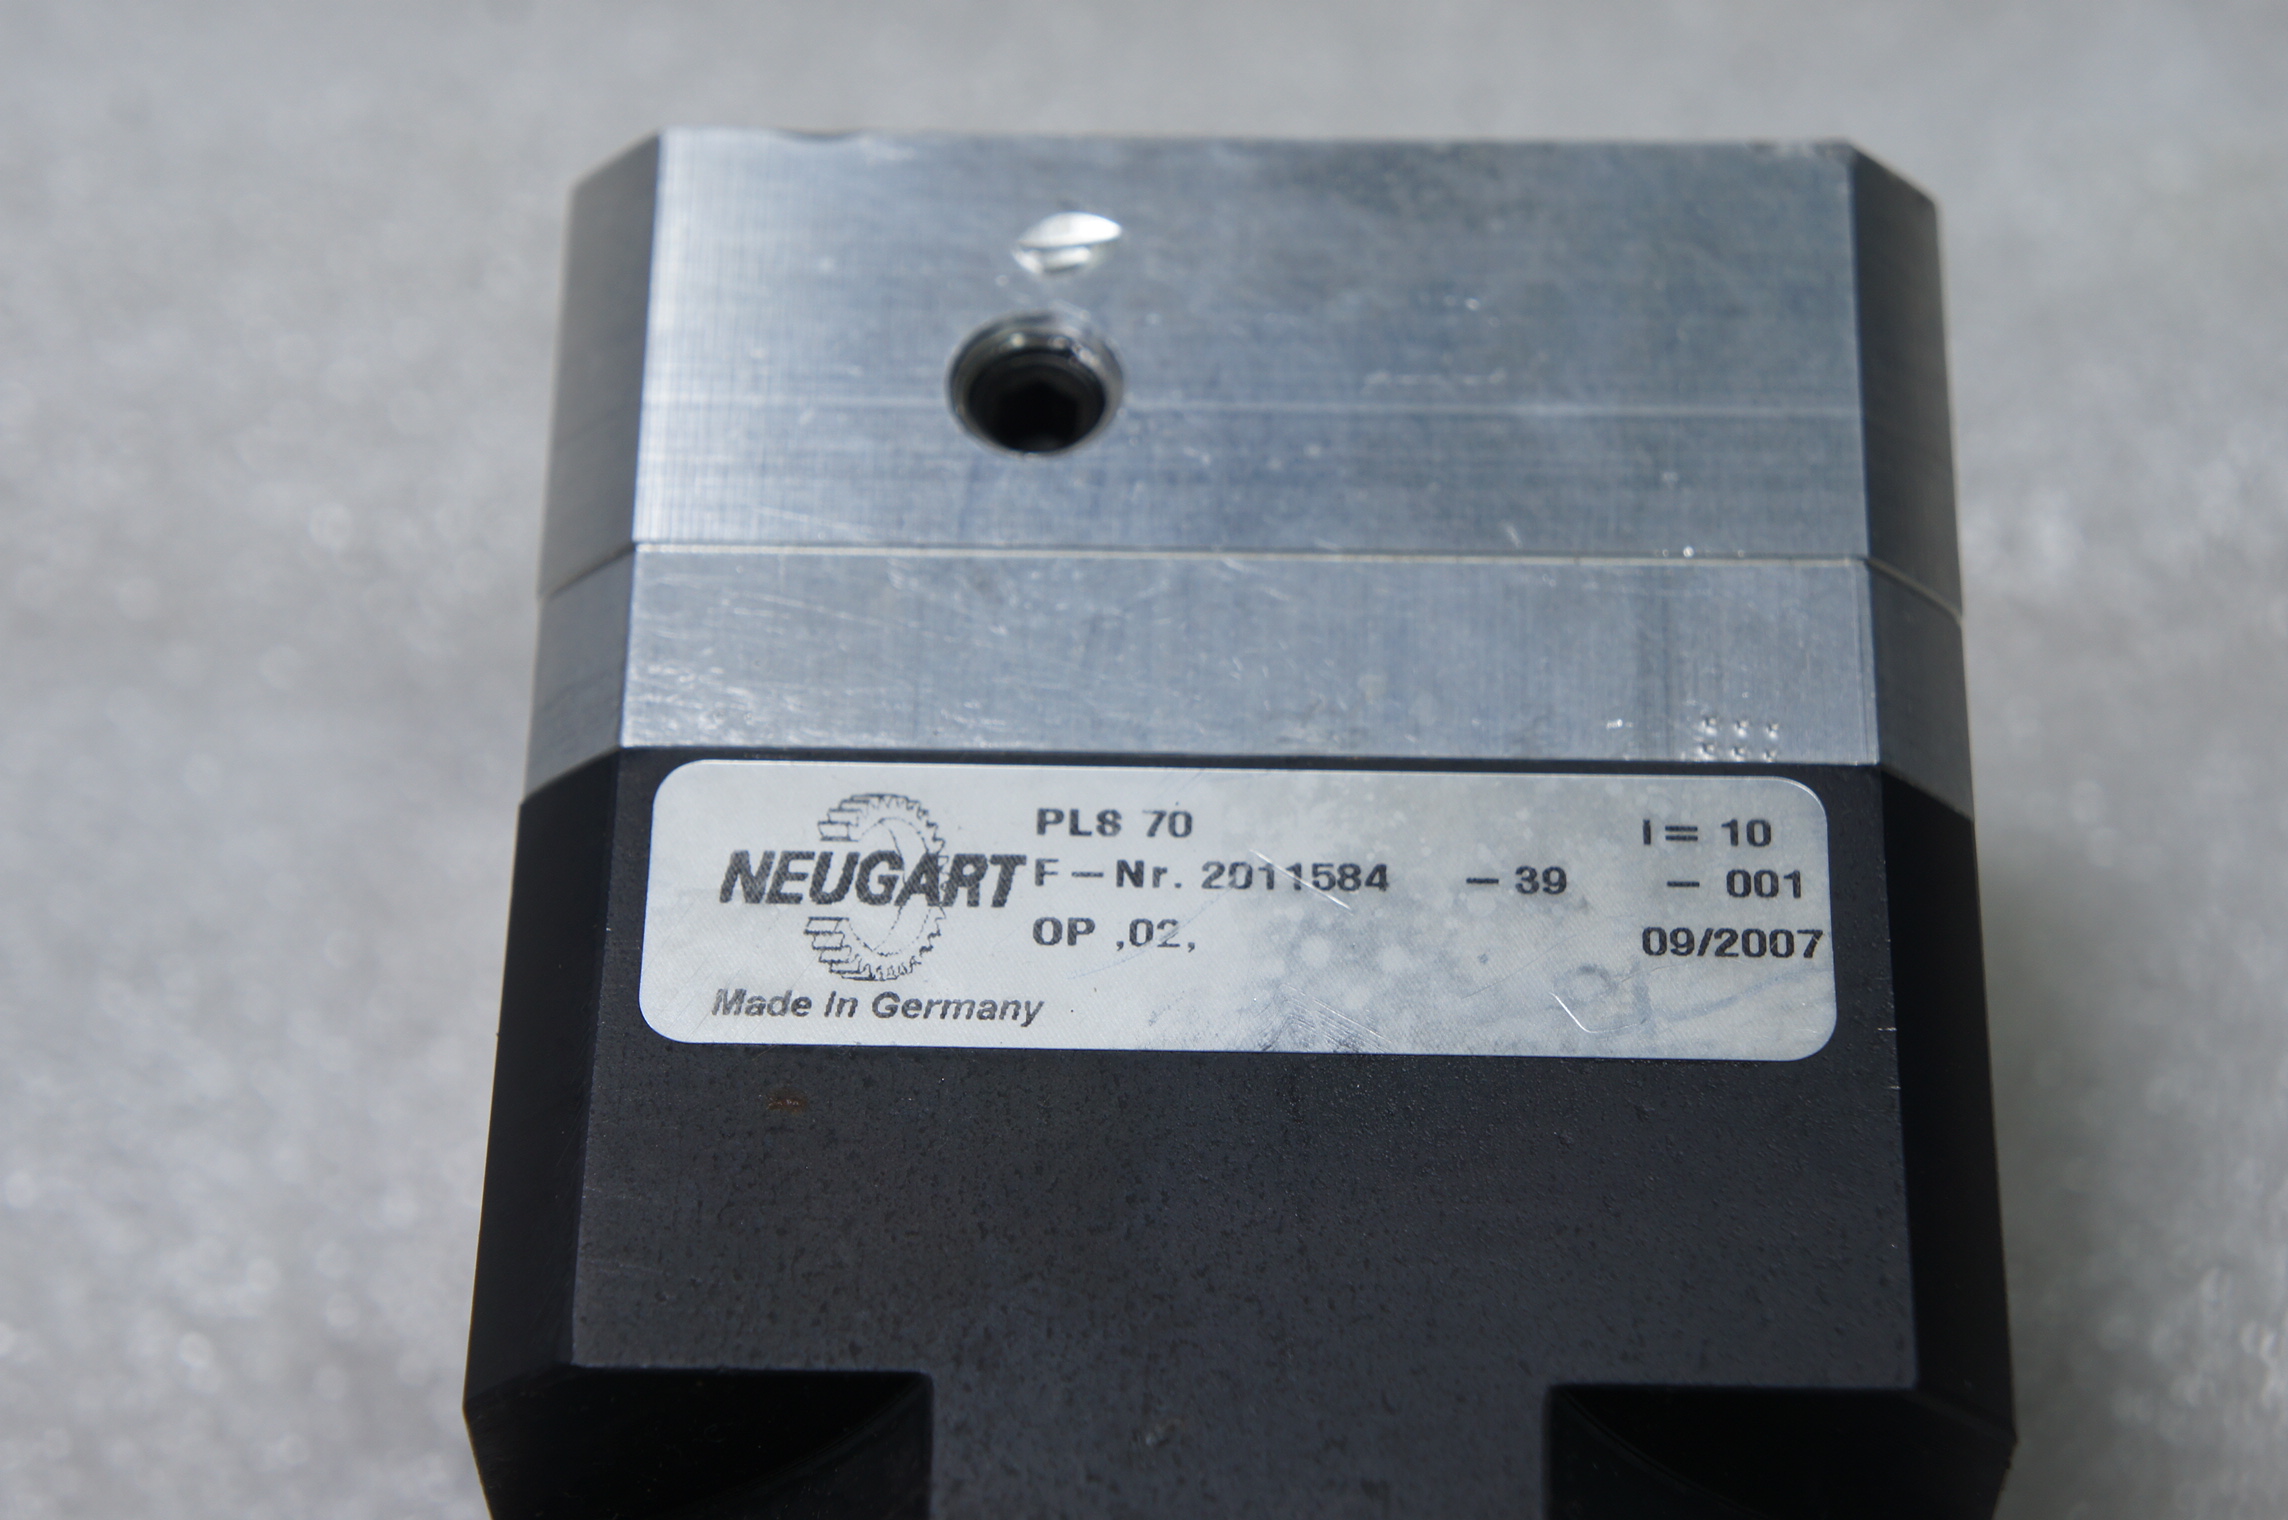 NEUGART
Made in Germany
PLS 70 i = 10
F - Nr. 2011584 - 39 - 001
OP ,02, 09/2007